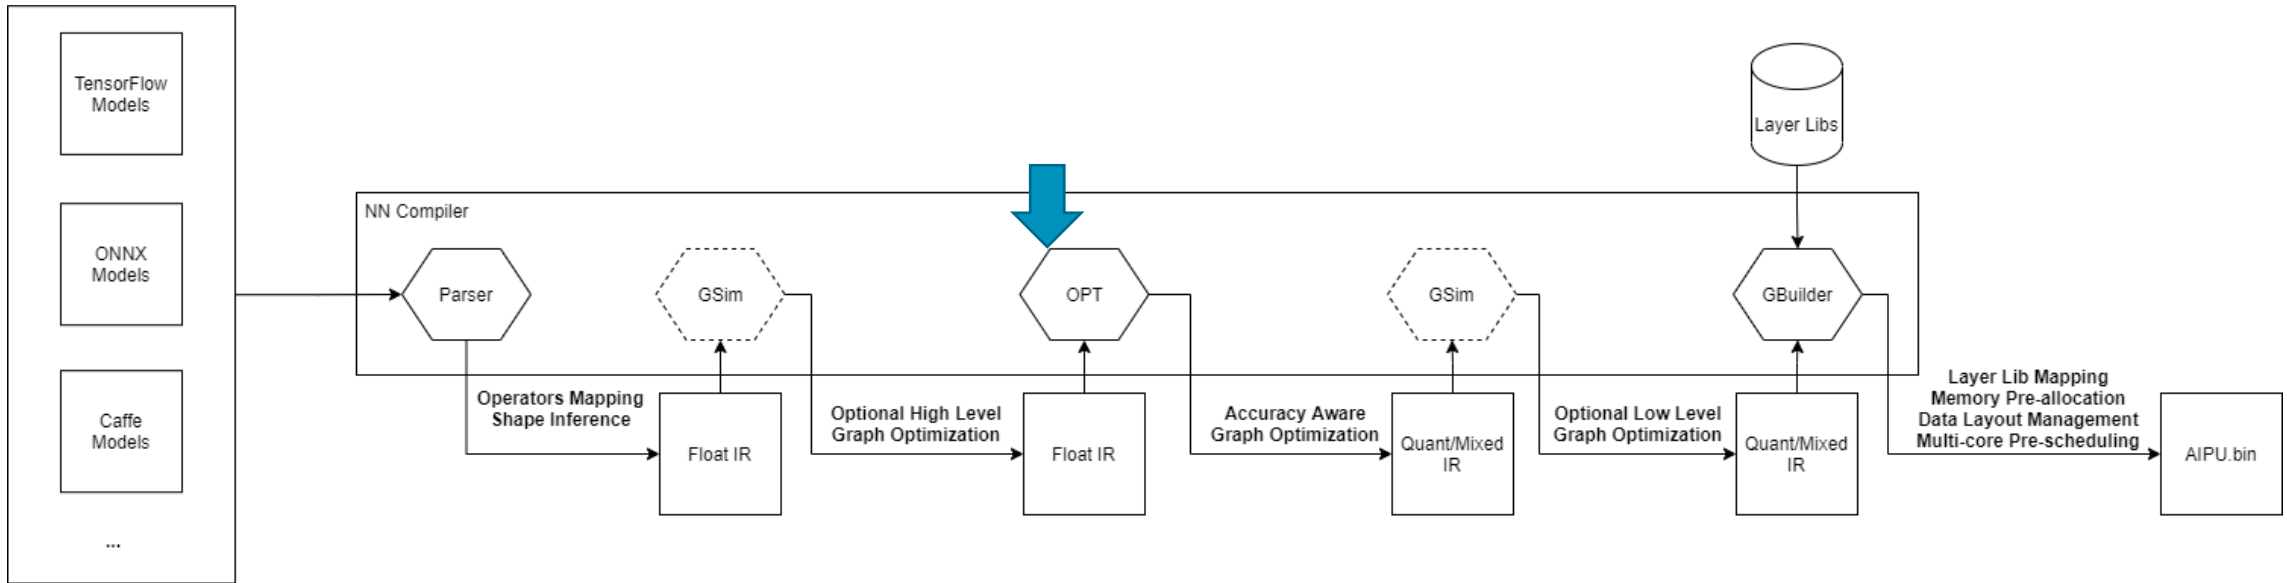 TensorFlow
Models
ONNX
Models
Caffe
Models
...
NN Compiler
Parser
Operators Mapping
Shape Inference
Float IR
GSim
Optional High Level
Graph Optimization
Float IR
OPT
Accuracy Aware
Graph Optimization
Quant/Mixed
IR
GSim
Optional Low Level
Graph Optimization
Quant/Mixed
IR
GBuilder
Layer Libs
Layer Lib Mapping
Memory Pre-allocation
Data Layout Management
Multi-core Pre-scheduling
AIPU.bin